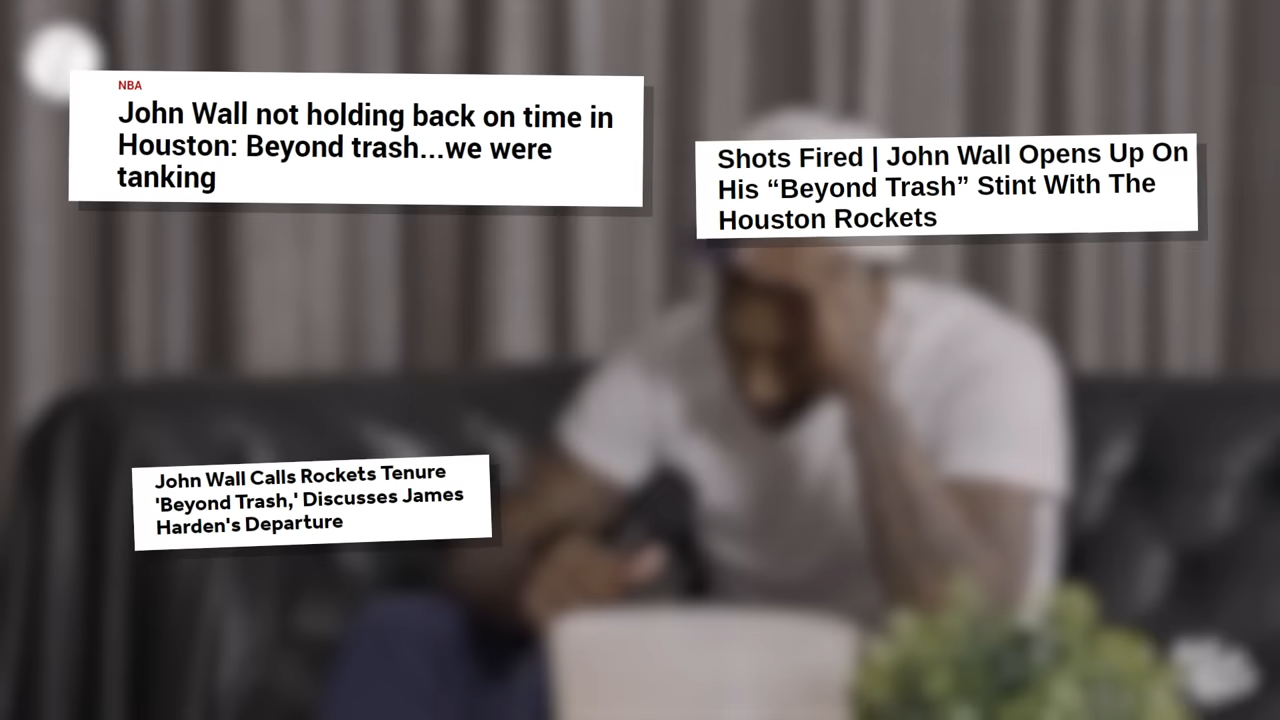 NBA
John Wall not holding back on time in
Houston: Beyond trash...we were
tanking
Shots Fired | John Wall Opens Up On
His “Beyond Trash” Stint With The
Houston Rockets
John Wall Calls Rockets Tenure
'Beyond Trash,' Discusses James
Harden's Departure